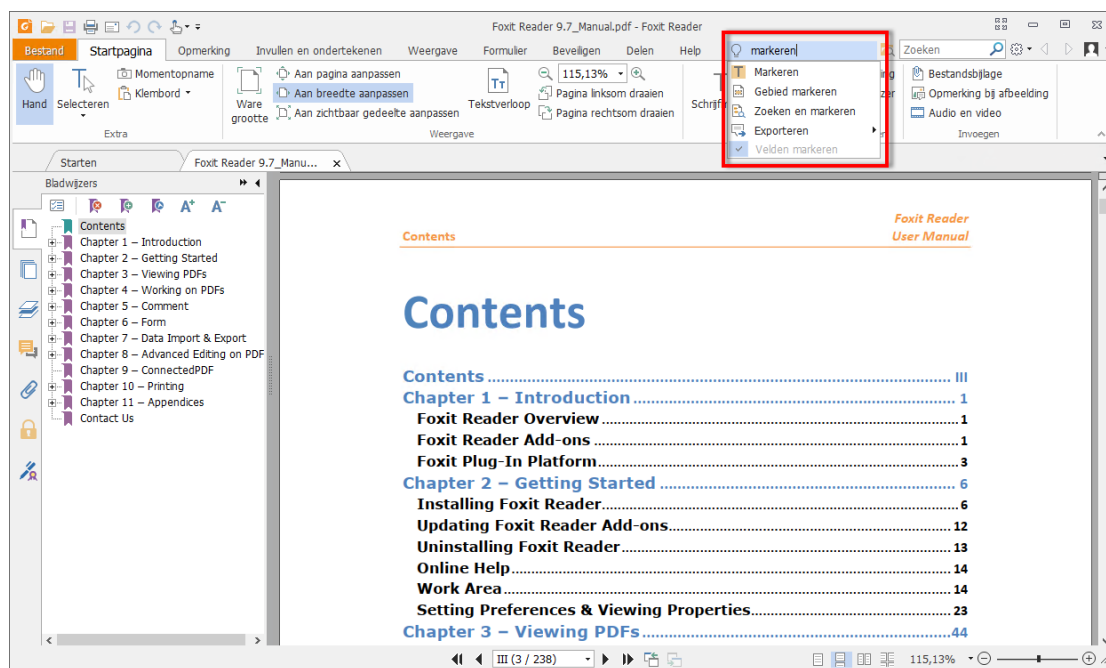 Foxit Reader 9.7_Manual.pdf - Foxit Reader
Bestand Startpagina Opmerking Invullen en ondertekenen Weergave Formulier Beveiligen Delen Help markeren Zoeken
Hand
Selecteren
Momentopname
Klembord
Extra
Ware grootte
Aan pagina aanpassen
Aan breedte aanpassen
Aan zichtbaar gedeelte aanpassen
Tekstverloop
115,13%
Pagina linksom draaien
Pagina rechtsom draaien
Weergave
Markeren
Gebied markeren
Zoeken en markeren
Exporteren
Velden markeren
Bestandsbijlage
Opmerking bij afbeelding
Audio en video
Invoegen
Starten
Foxit Reader 9.7_Manu... x
Bladwijzers
Contents
Chapter 1 – Introduction
Chapter 2 – Getting Started
Chapter 3 – Viewing PDFs
Chapter 4 – Working on PDFs
Chapter 5 – Comment
Chapter 6 – Form
Chapter 7 – Data Import & Export
Chapter 8 – Advanced Editing on PDF
Chapter 9 – ConnectedPDF
Chapter 10 – Printing
Chapter 11 – Appendices
Contact Us
Foxit Reader
Contents User Manual
Contents
Contents ........ III
Chapter 1 – Introduction ........ 1
Foxit Reader Overview ........ 1
Foxit Reader Add-ons ........ 1
Foxit Plug-In Platform ........ 3
Chapter 2 – Getting Started ........ 6
Installing Foxit Reader ........ 6
Updating Foxit Reader Add-ons ........ 12
Uninstalling Foxit Reader ........ 13
Online Help ........ 14
Work Area ........ 14
Setting Preferences & Viewing Properties ........ 23
Chapter 3 – Viewing PDFs ........ 44
III (3 / 238)
115,13%